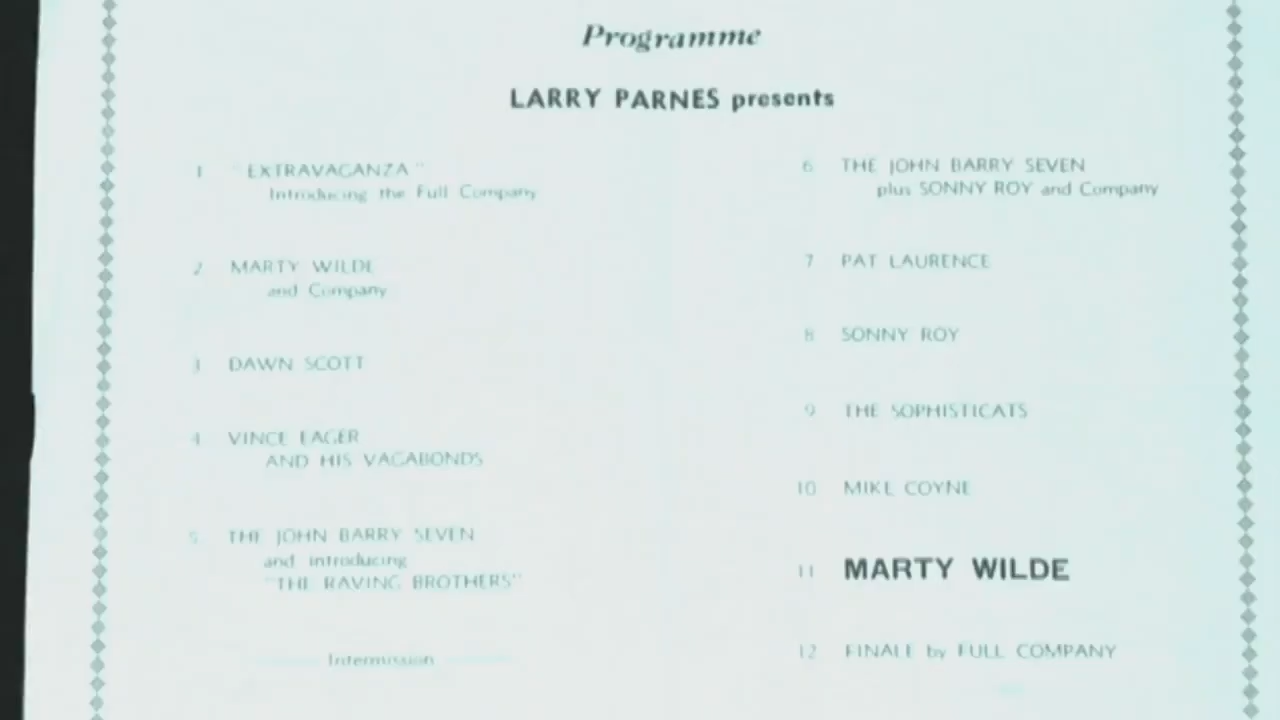 Programme
LARRY PARNES presents
1 "EXTRAVAGANZA"
Introducing the Full Company
2 MARTY WILDE
and Company
3 DAWN SCOTT
4 VINCE EAGER
AND HIS VAGABONDS
5 THE JOHN BARRY SEVEN
and introducing
"THE RAVING BROTHERS"
Intermission
6 THE JOHN BARRY SEVEN
plus SONNY ROY and Company
7 PAT LAURENCE
8 SONNY ROY
9 THE SOPHISTICATS
10 MIKE COYNE
11 MARTY WILDE
12 FINALE by FULL COMPANY